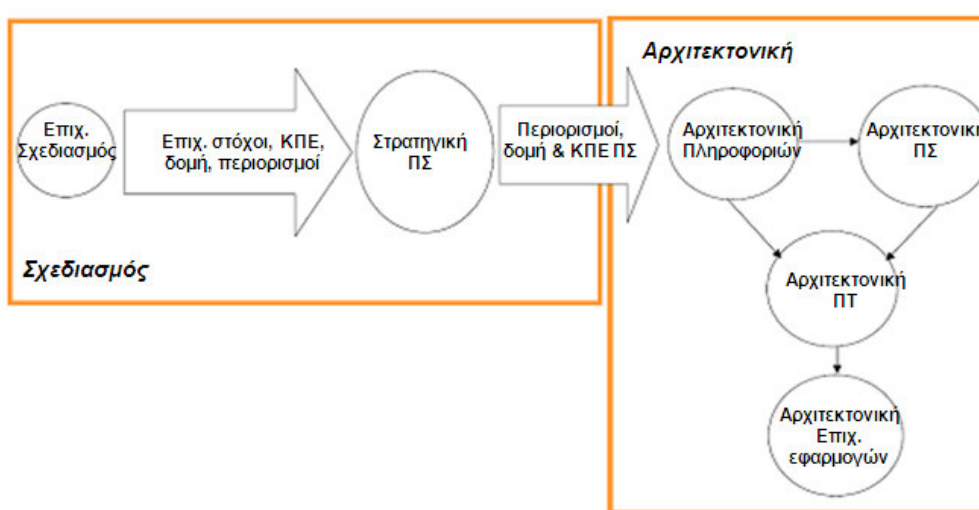 Αρχιτεκτονική
Επιχ.
Σχεδιασμός
Επιχ. στόχοι, ΚΠΕ,
δομή, περιορισμοί
Στρατηγική
ΠΣ
Περιορισμοί,
δομή & ΚΠΕ ΠΣ
Αρχιτεκτονική
Πληροφοριών
Αρχιτεκτονική
ΠΣ
Σχεδιασμός
Αρχιτεκτονική
ΠΤ
Αρχιτεκτονική
Επιχ.
εφαρμογών